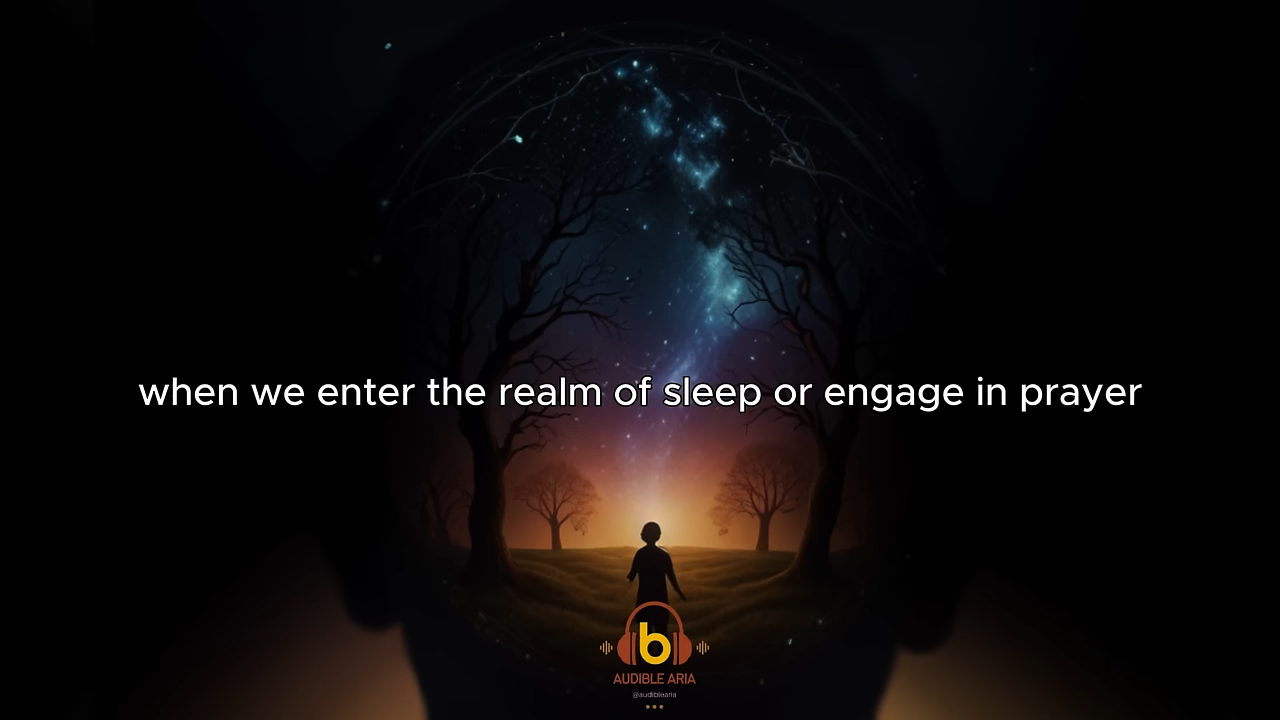 when we enter the realm of sleep or engage in prayer
b
AUDIBLE ARIA
@audiblearia